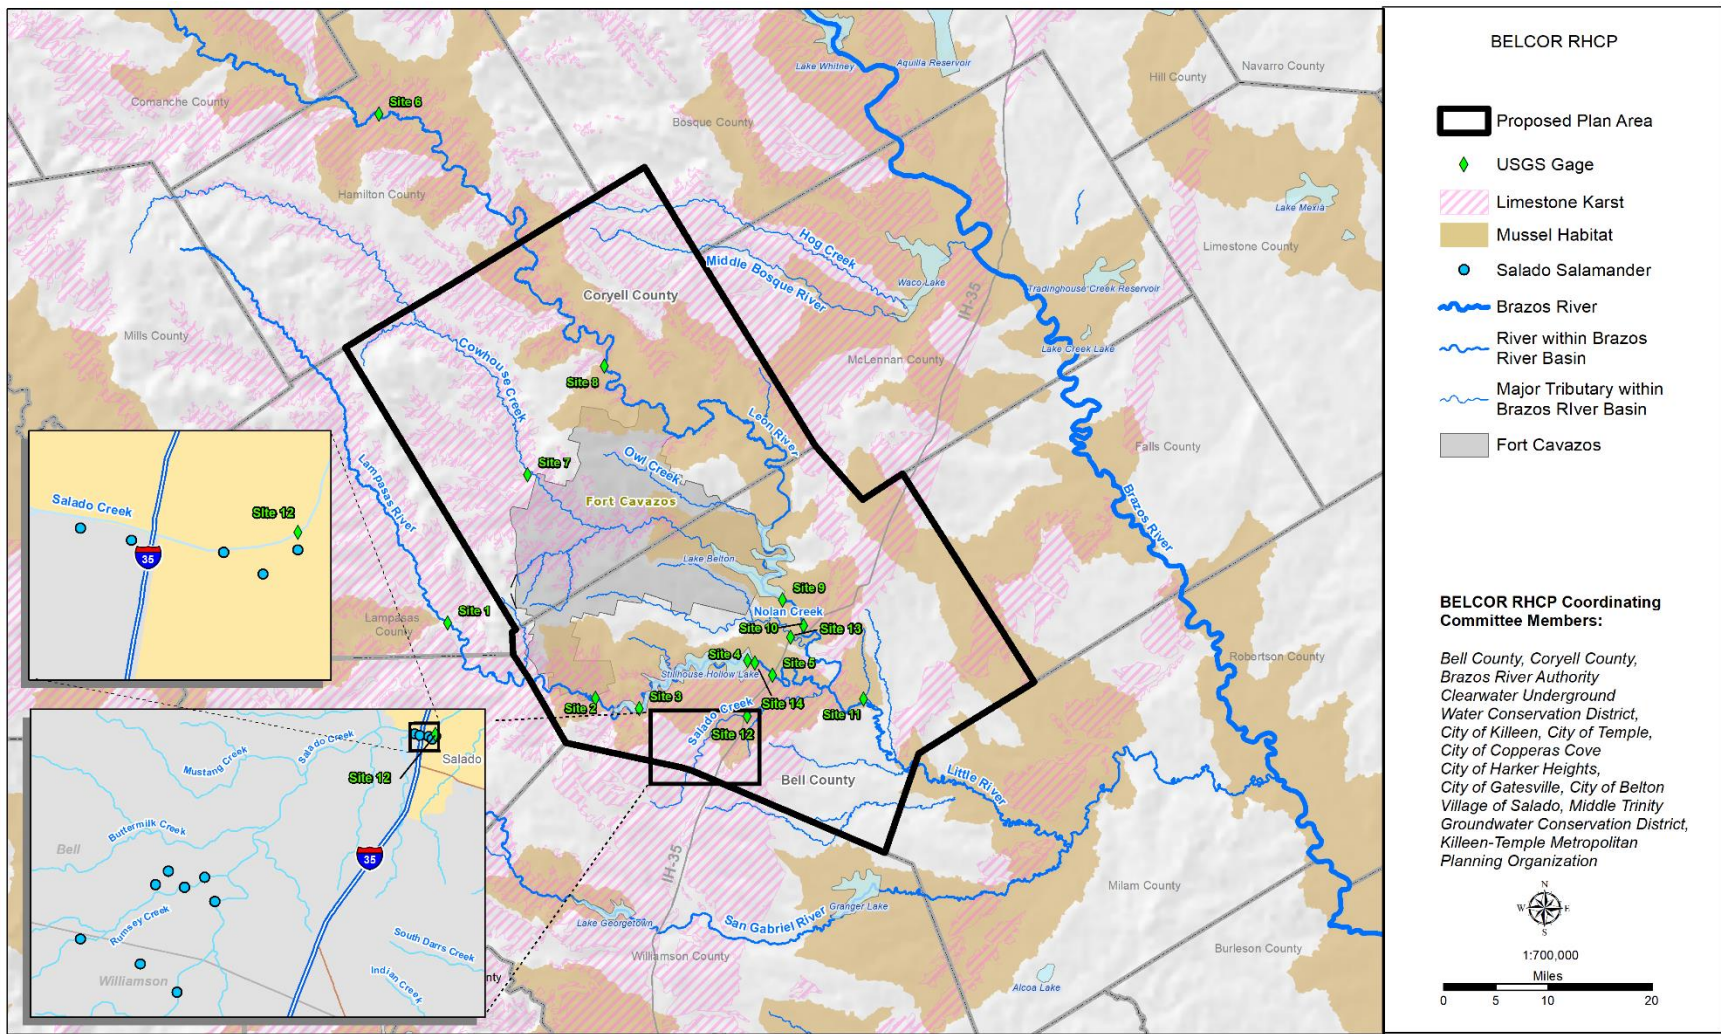 Comanche County
Site 6
Bosque County
Lake Whitney
Aquilla Reservoir
Hill County
Navarro County
Hamilton County
Lake Mexia
Limestone County
Hog Creek
Middle Bosque River
Waco Lake
Tradinghouse Creek Reservoir
IH-35
Coryell County
Mills County
Cowhouse Creek
Lake Creek Lake
McLennan County
Site 8
Leon River
Falls County
Owl Creek
Site 7
Fort Cavazos
Lampasas River
Brazos River
Lake Belton
Site 9
Nolan Creek
Site 1
Lampasas County
Site 10
Site 13
Site 4
Site 5
Stillhouse Hollow Lake
Robertson County
Site 2
Site 3
Site 14
Site 11
Salado Creek
Site 12
Bell County
Little River
IH-35
Milam County
Granger Lake
San Gabriel River
Lake Georgetown
Williamson County
Burleson County
Alcoa Lake
unty
Salado Creek
Site 12
35
Salado Creek
Mustang Creek
Salado
Site 12
Buttermilk Creek
Bell
35
Rumsey Creek
South Darrs Creek
Indian Creek
Williamson
BELCOR RHCP
Proposed Plan Area
USGS Gage
Limestone Karst
Mussel Habitat
Salado Salamander
Brazos River
River within Brazos
River Basin
Major Tributary within
Brazos RIver Basin
Fort Cavazos
BELCOR RHCP Coordinating
Committee Members:
Bell County, Coryell County,
Brazos River Authority
Clearwater Underground
Water Conservation District,
City of Killeen, City of Temple,
City of Copperas Cove
City of Harker Heights,
City of Gatesville, City of Belton
Village of Salado, Middle Trinity
Groundwater Conservation District,
Killeen-Temple Metropolitan
Planning Organization
N
W E
S
1:700,000
Miles
0 5 10 20